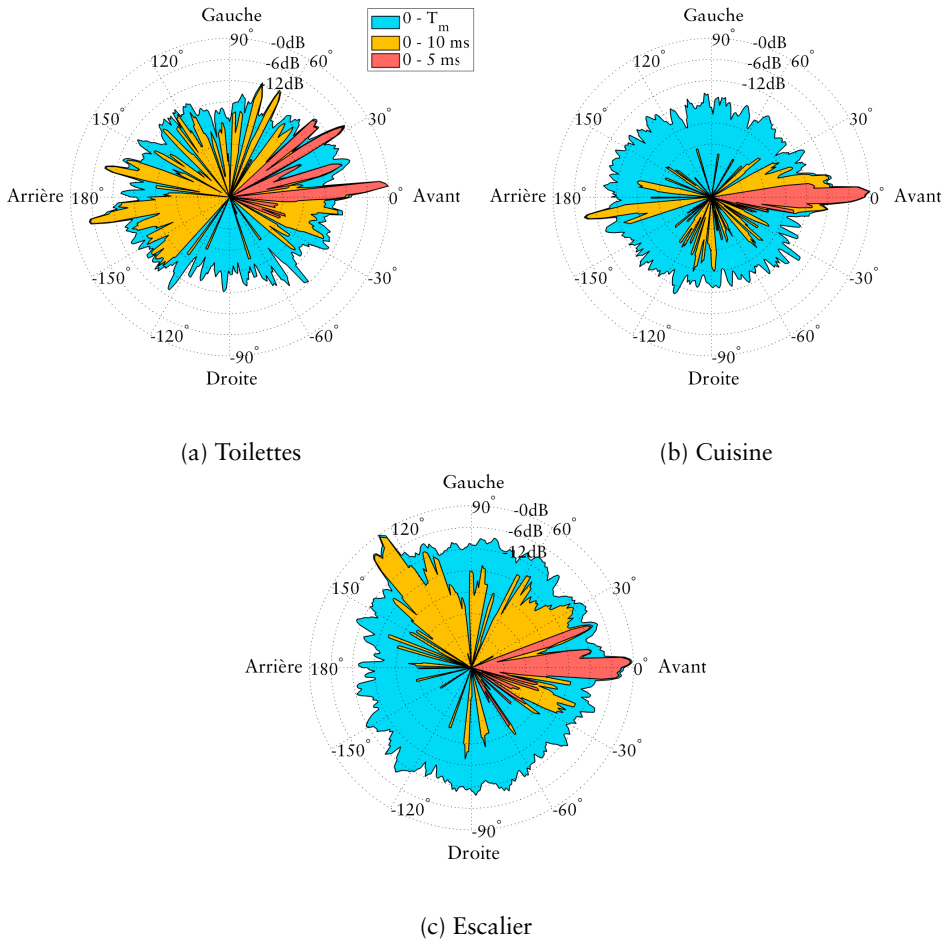 Gauche
0 - Tm
0 - 10 ms
0 - 5 ms
90°
-0dB
-6dB
-12dB
60°
120°
30°
150°
Arrière
180°
0°
Avant
-150°
-30°
-120°
-60°
-90°
Droite
(a) Toilettes
Gauche
90°
-0dB
-6dB
-12dB
60°
120°
30°
150°
Arrière
180°
0°
Avant
-150°
-30°
-120°
-60°
-90°
Droite
(b) Cuisine
Gauche
90°
-0dB
-6dB
-12dB
60°
120°
30°
150°
Arrière
180°
0°
Avant
-150°
-30°
-120°
-60°
-90°
Droite
(c) Escalier